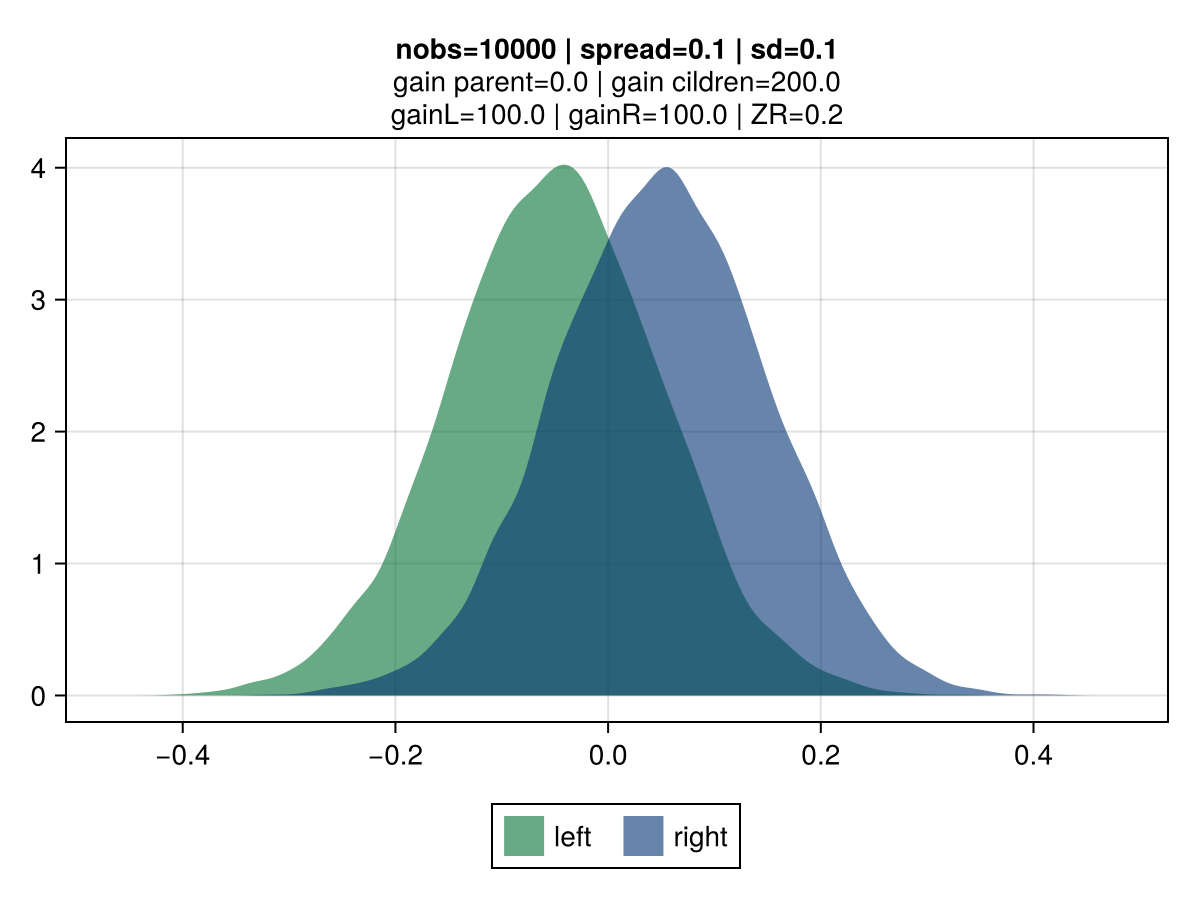 nobs=10000 | spread=0.1 | sd=0.1
gain parent=0.0 | gain cildren=200.0
gainL=100.0 | gainR=100.0 | ZR=0.2
4
3
2
1
0
−0.4 −0.2 0.0 0.2 0.4
left right